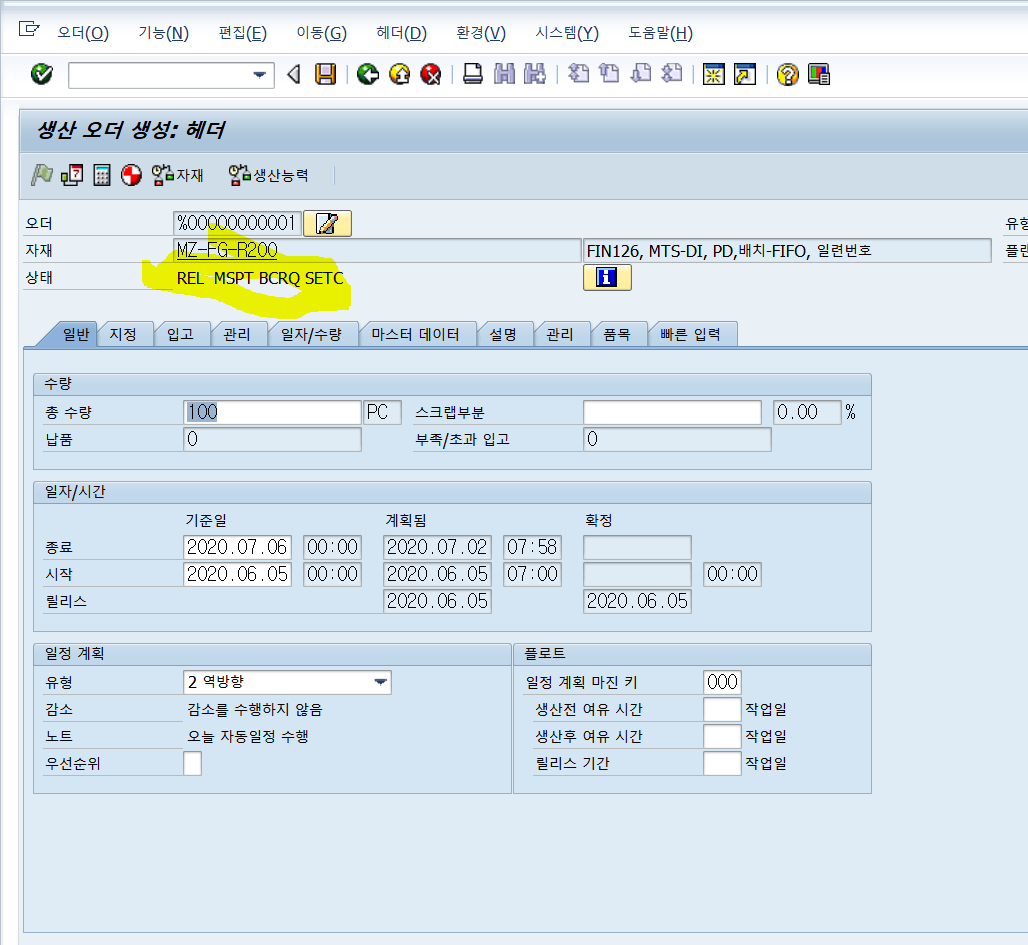 오더(O) 기능(N) 편집(E) 이동(G) 헤더(D) 환경(V) 시스템(Y) 도움말(H)
생산 오더 생성: 헤더
자재 생산능력
오더 %00000000001 유형
자재 MZ-FG-R200 FIN126, MTS-DI, PD,배치-FIFO, 일련번호
상태 REL MSPT BCRQ SETC
일반 지정 입고 관리 일자/수량 마스터 데이터 설명 관리 품목 빠른 입력
수량
총 수량 100 PC 스크랩부분 0.00 %
납품 0 부족/초과 입고 0
일자/시간
기준일 계획됨 확정
종료 2020.07.06 00:00 2020.07.02 07:58
시작 2020.06.05 00:00 2020.06.05 07:00 00:00
릴리스 2020.06.05 2020.06.05
일정 계획 플로트
유형 2 역방향 일정 계획 마진 키 000
감소 감소를 수행하지 않음 생산전 여유 시간 작업일
노트 오늘 자동일정 수행 생산후 여유 시간 작업일
우선순위 릴리스 기간 작업일